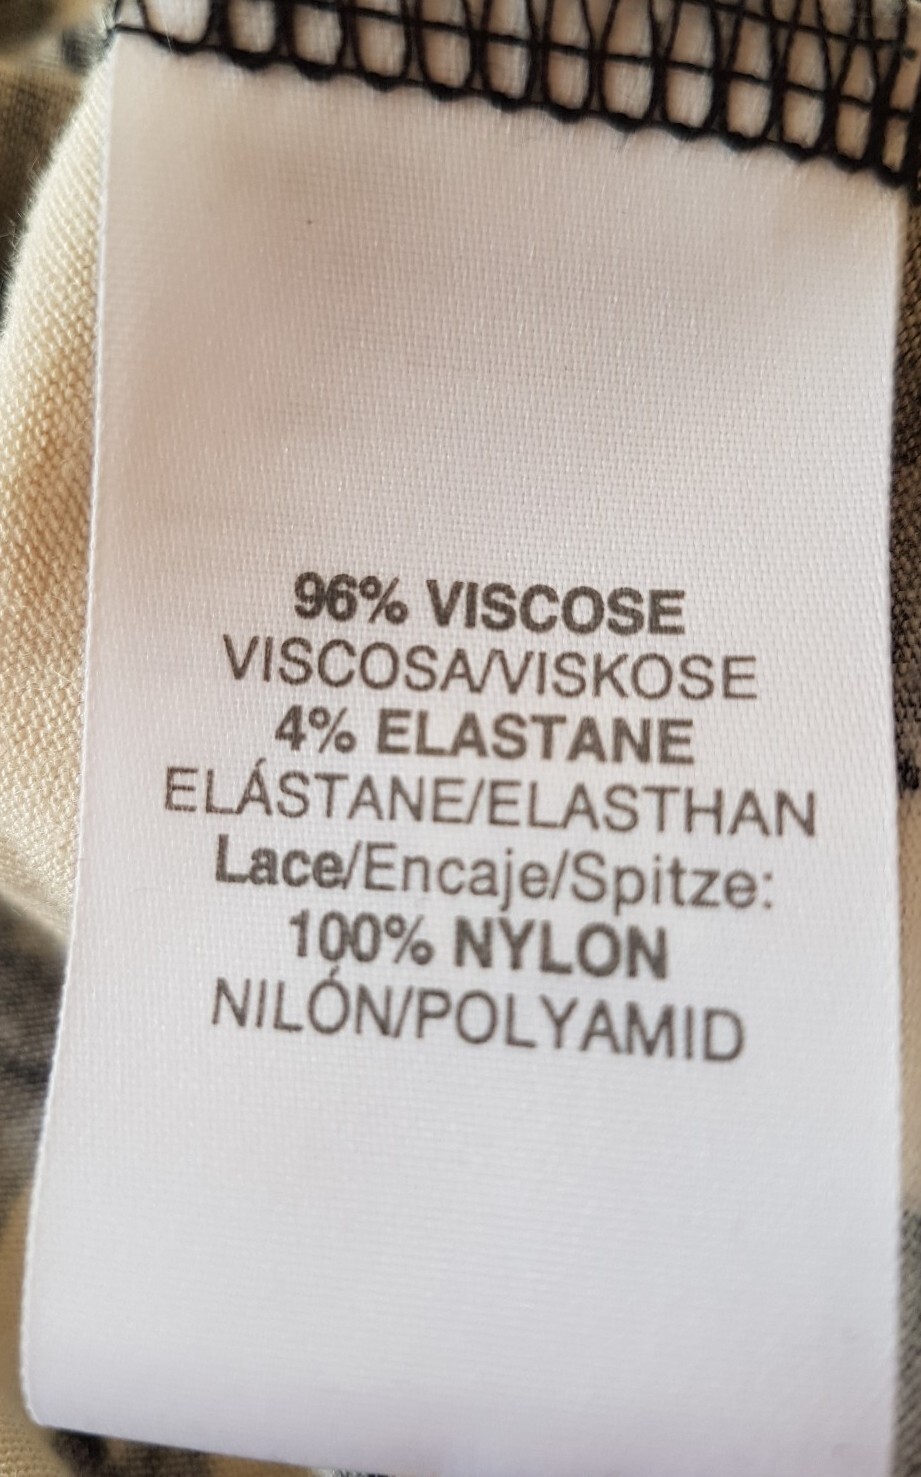 96% VISCOSE
VISCOSA/VISKOSE
4% ELASTANE
ELÁSTANE/ELASTHAN
Lace/Encaje/Spitze:
100% NYLON
NILÓN/POLYAMID